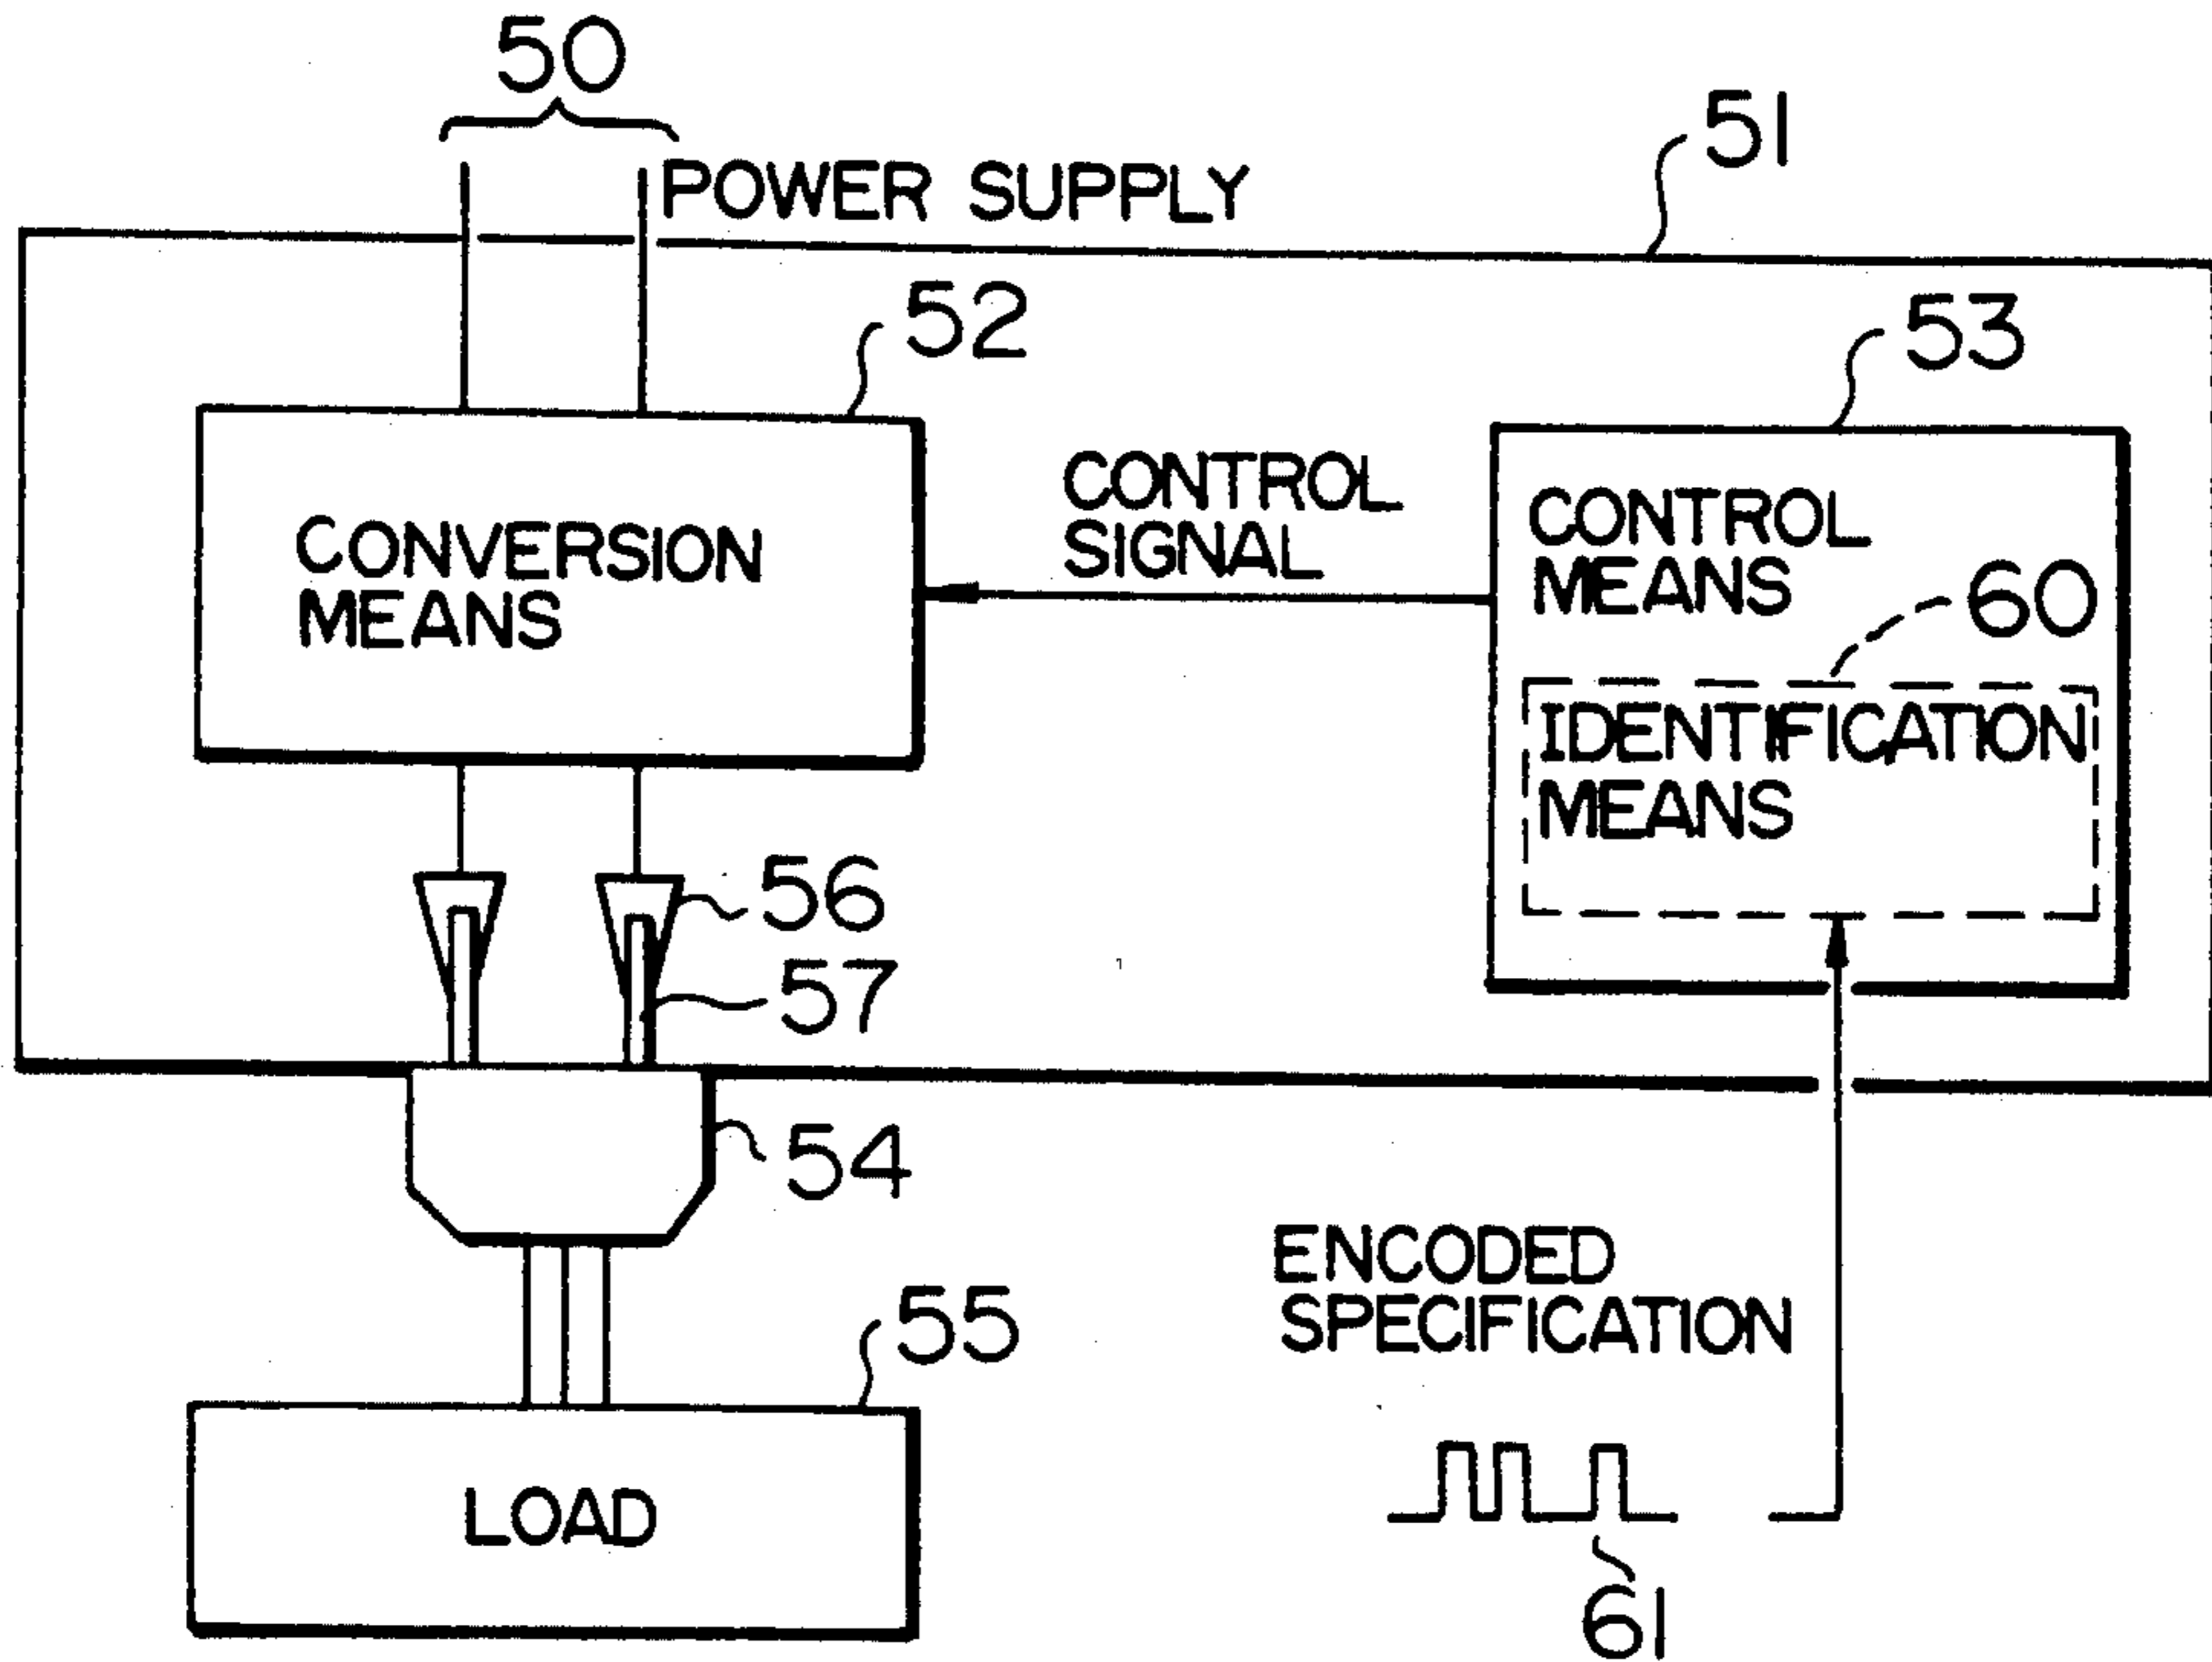 50
POWER SUPPLY
51
52
53
CONVERSION
MEANS
CONTROL
SIGNAL
CONTROL
MEANS
60
IDENTIFICATION
MEANS
56
57
54
ENCODED
SPECIFICATION
55
LOAD
61